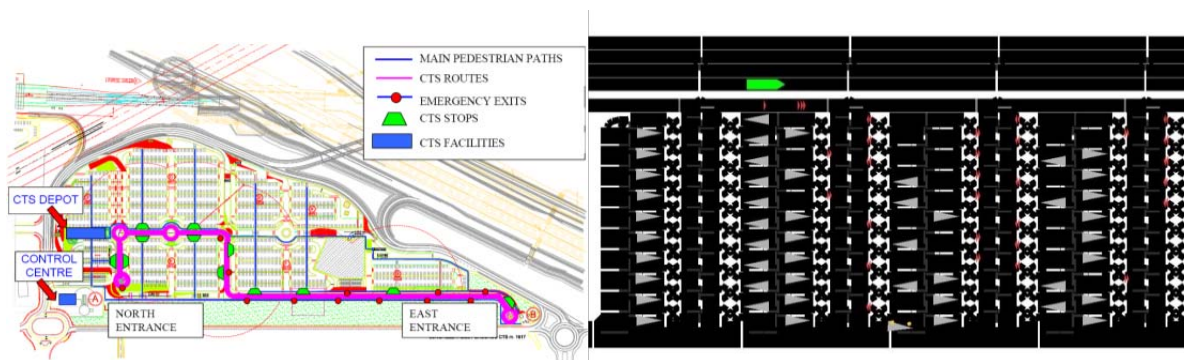 MAIN PEDESTRIAN PATHS
CTS ROUTES
EMERGENCY EXITS
CTS STOPS
CTS FACILITIES
CTS DEPOT
CONTROL
CENTRE
A
NORTH
ENTRANCE
EAST
ENTRANCE
B